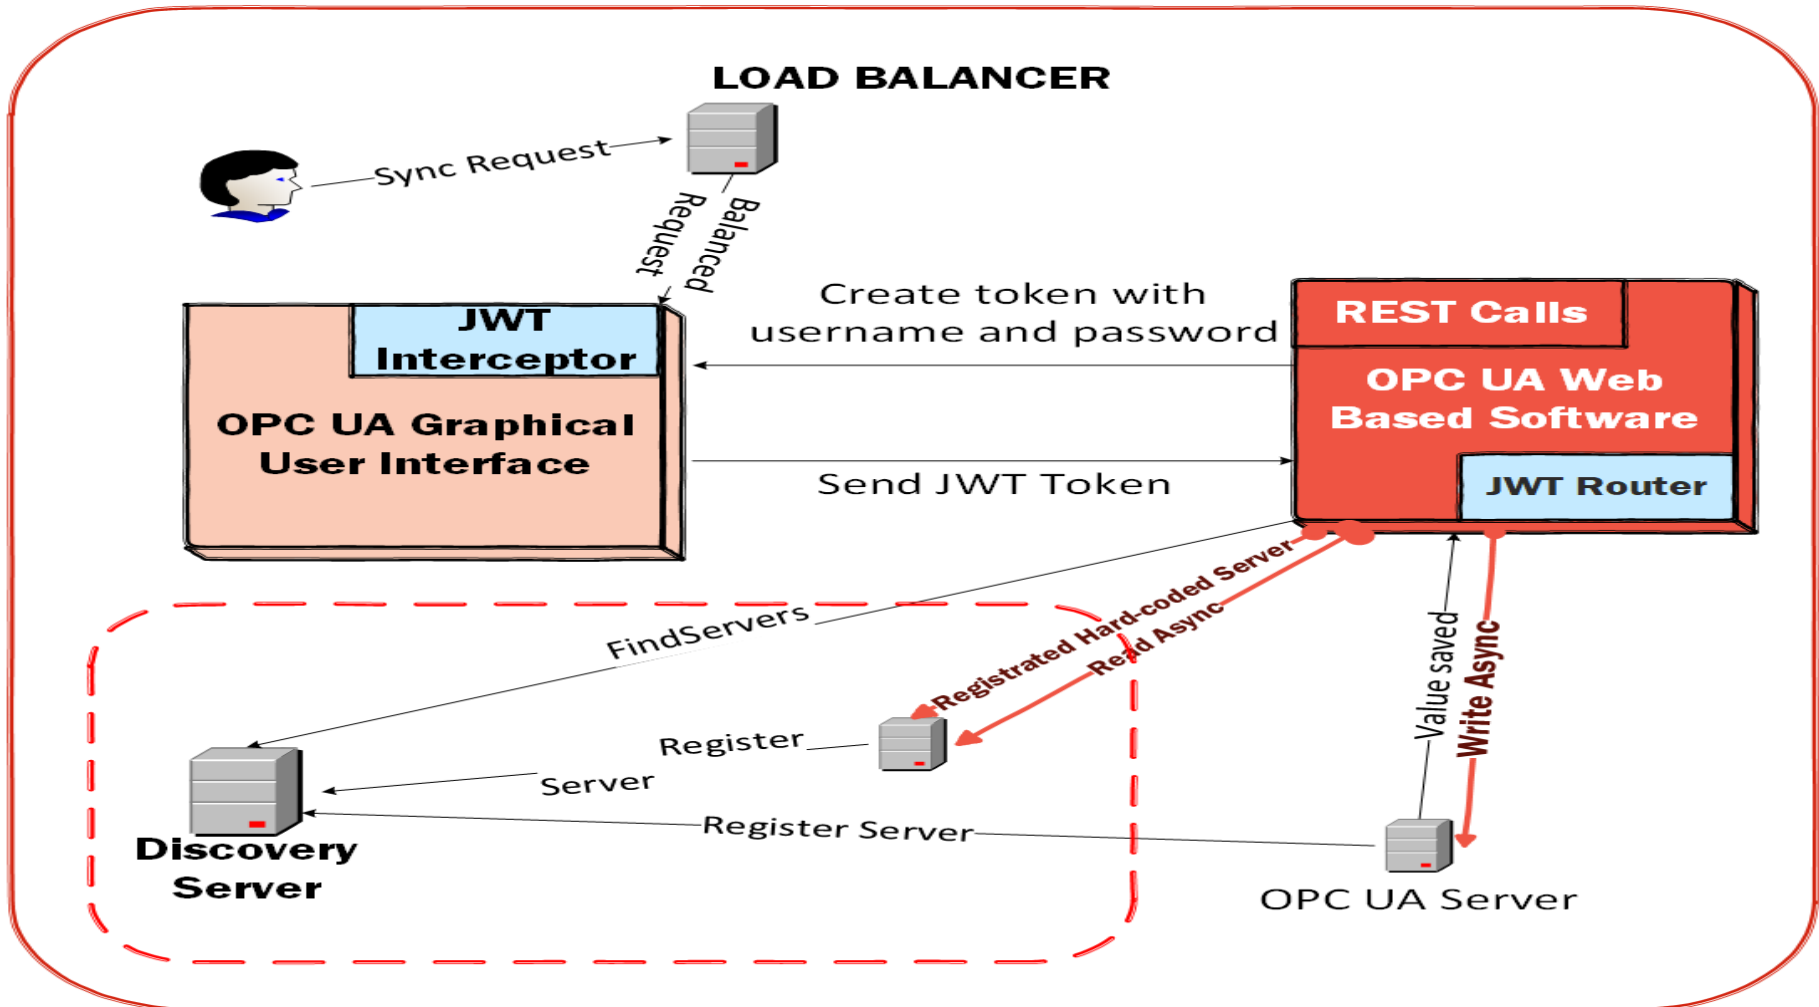 LOAD BALANCER
Sync Request
Balanced
Request
JWT
Interceptor
OPC UA Graphical
User Interface
Create token with
username and password
Send JWT Token
REST Calls
OPC UA Web
Based Software
JWT Router
FindServers
Registrated Hard-coded Server
Read Async
Value saved
Write Async
Register
Server
Register Server
Discovery
Server
OPC UA Server